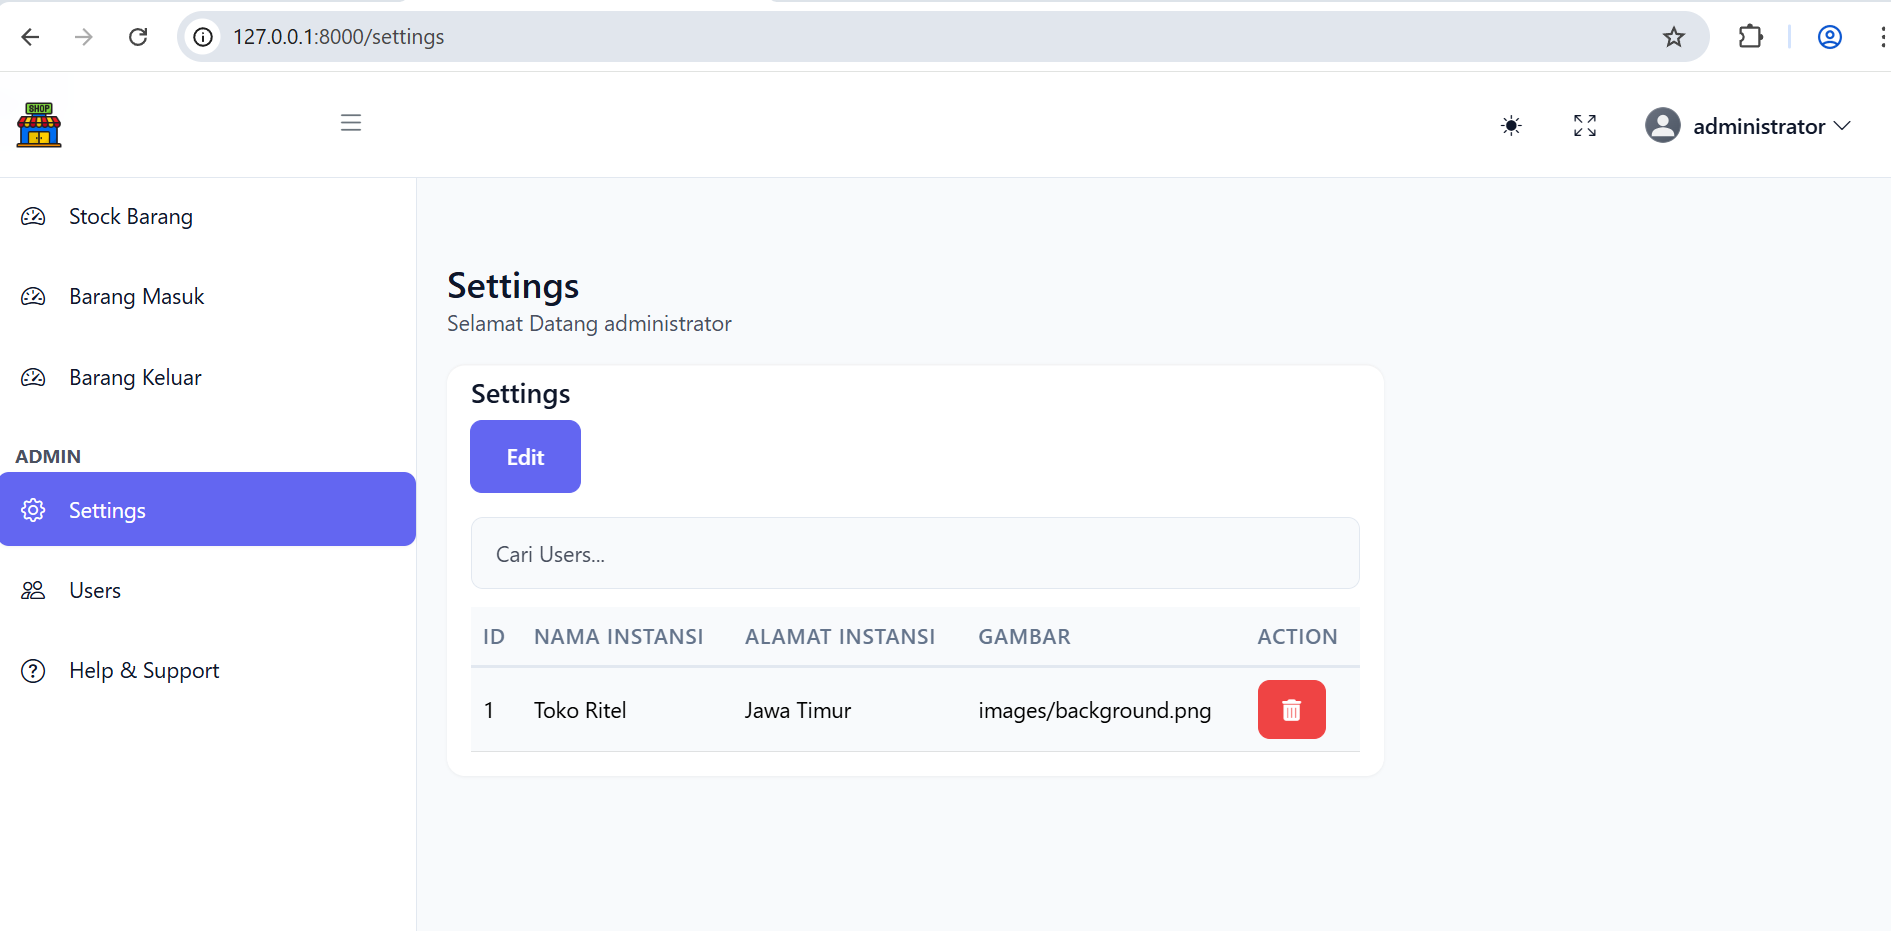 127.0.0.1:8000/settings
SHOP
administrator
Stock Barang
Barang Masuk
Barang Keluar
ADMIN
Settings
Users
Help & Support
Settings
Selamat Datang administrator
Settings
Edit
Cari Users...
ID NAMA INSTANSI ALAMAT INSTANSI GAMBAR ACTION
1 Toko Ritel Jawa Timur images/background.png